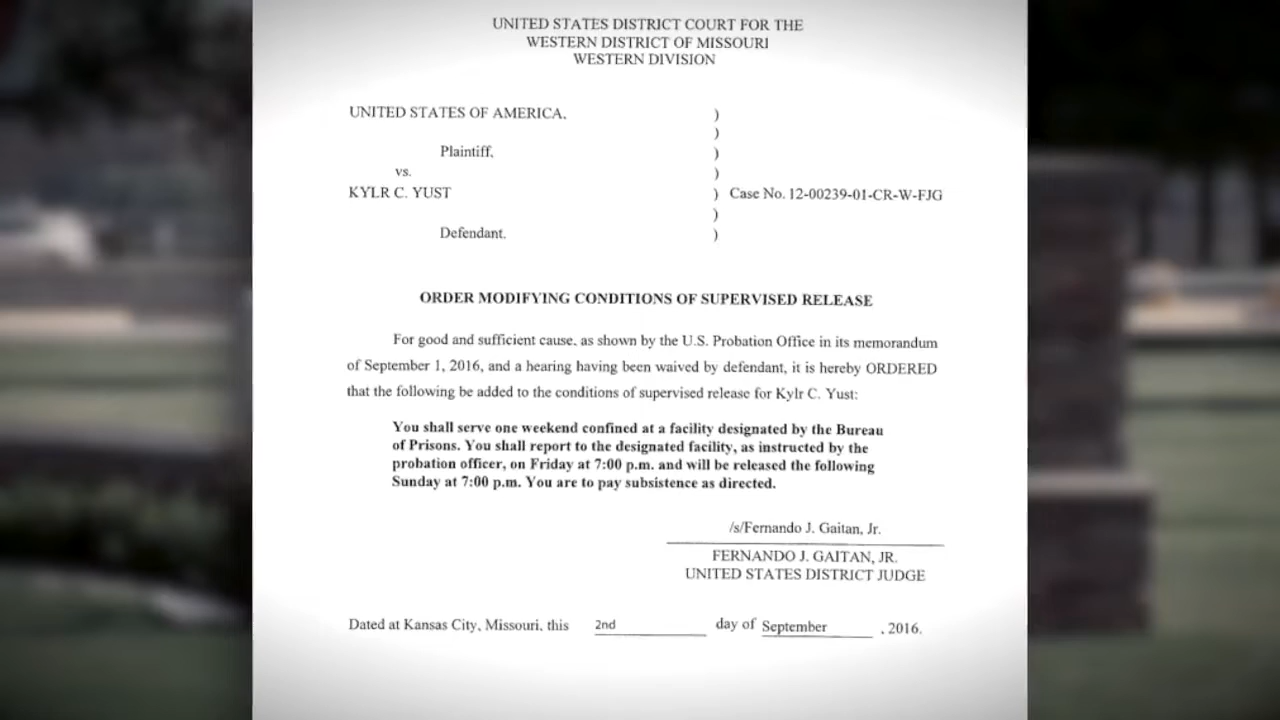 UNITED STATES DISTRICT COURT FOR THE
WESTERN DISTRICT OF MISSOURI
WESTERN DIVISION
UNITED STATES OF AMERICA, )
)
Plaintiff, )
vs. )
KYLR C. YUST ) Case No. 12-00239-01-CR-W-FJG
)
Defendant. )
ORDER MODIFYING CONDITIONS OF SUPERVISED RELEASE
For good and sufficient cause, as shown by the U.S. Probation Office in its memorandum
of September 1, 2016, and a hearing having been waived by defendant, it is hereby ORDERED
that the following be added to the conditions of supervised release for Kylr C. Yust:
You shall serve one weekend confined at a facility designated by the Bureau
of Prisons. You shall report to the designated facility, as instructed by the
probation officer, on Friday at 7:00 p.m. and will be released the following
Sunday at 7:00 p.m. You are to pay subsistence as directed.
/s/Fernando J. Gaitan, Jr.
FERNANDO J. GAITAN, JR.
UNITED STATES DISTRICT JUDGE
Dated at Kansas City, Missouri, this 2nd day of September , 2016.